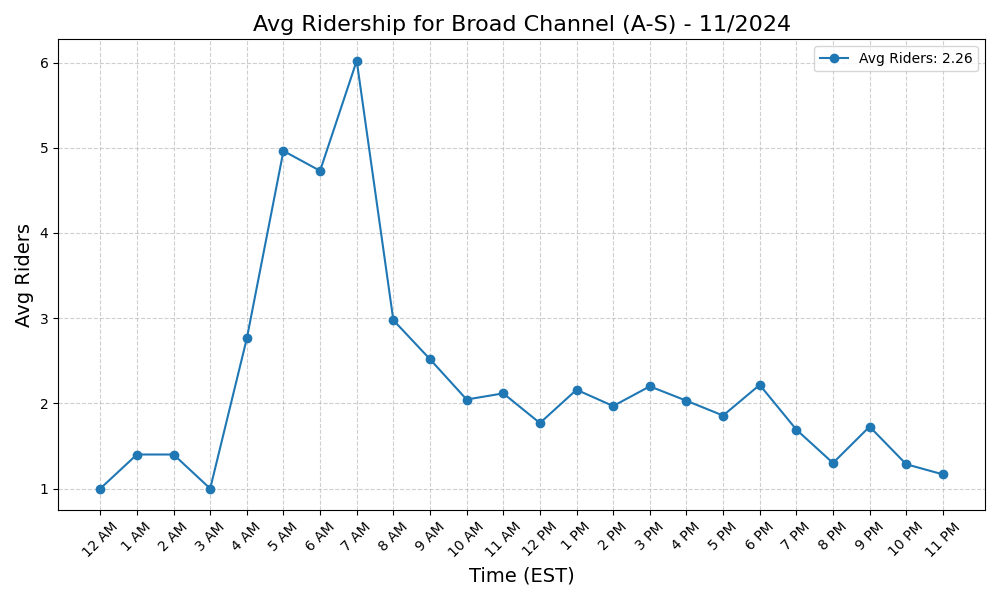 Avg Ridership for Broad Channel (A-S) - 11/2024
Avg Riders: 2.26
Avg Riders
6
5
4
3
2
1
12 AM
1 AM
2 AM
3 AM
4 AM
5 AM
6 AM
7 AM
8 AM
9 AM
10 AM
11 AM
12 PM
1 PM
2 PM
3 PM
4 PM
5 PM
6 PM
7 PM
8 PM
9 PM
10 PM
11 PM
Time (EST)